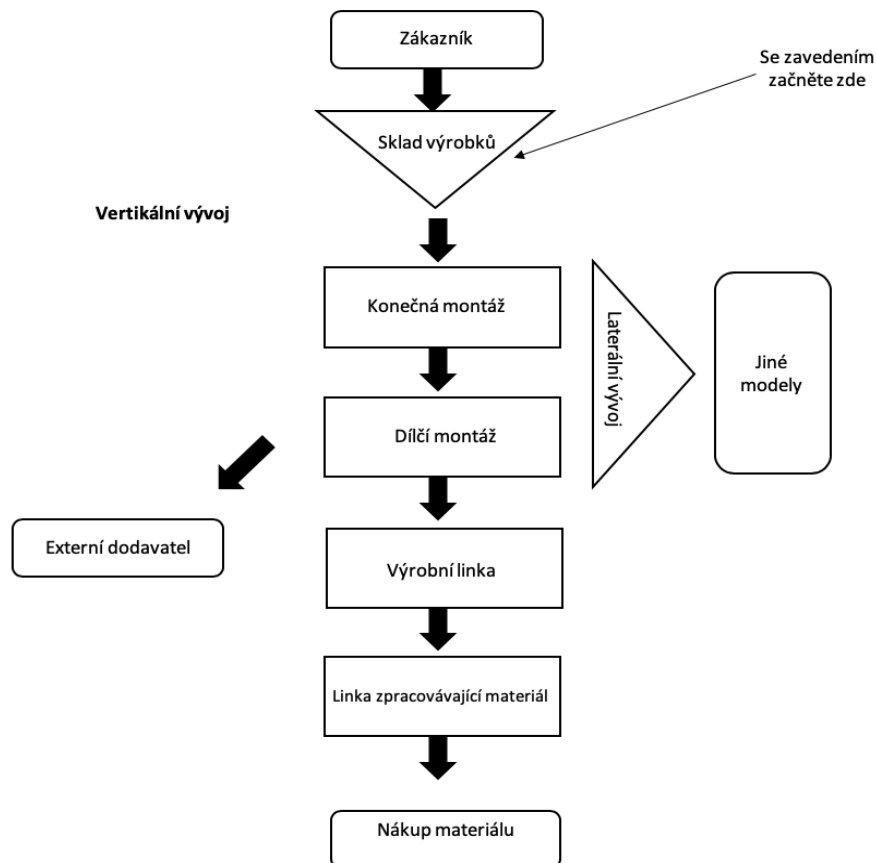 Zákazník
Se zavedením
začněte zde
Sklad výrobků
Vertikální vývoj
Konečná montáž
Laterální vývoj
Jiné
modely
Dílčí montáž
Externí dodavatel
Výrobní linka
Linka zpracovávající materiál
Nákup materiálu